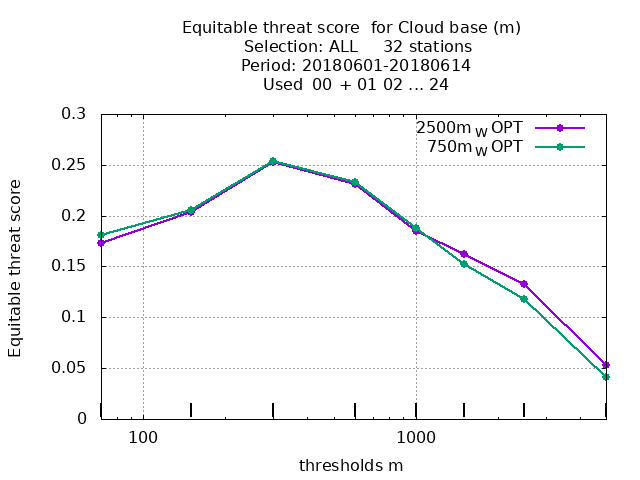 Equitable threat score for Cloud base (m)
Selection: ALL 32 stations
Period: 20180601-20180614
Used 00 + 01 02 ... 24
0.3
2500m W OPT
750m W OPT
0.25
0.2
0.15
0.1
0.05
0
Equitable threat score
100
1000
thresholds m